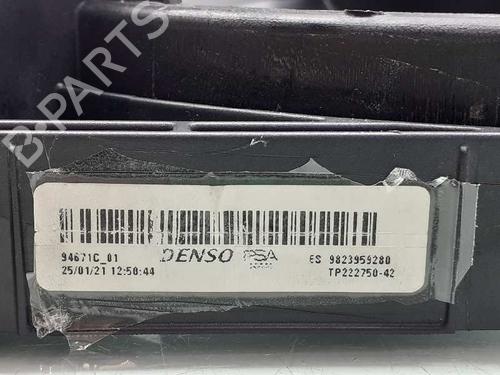 B-PARTS
94671C_01
25/01/21 12:50:44
DENSO
PSA
ES 9823959280
TP222750-42